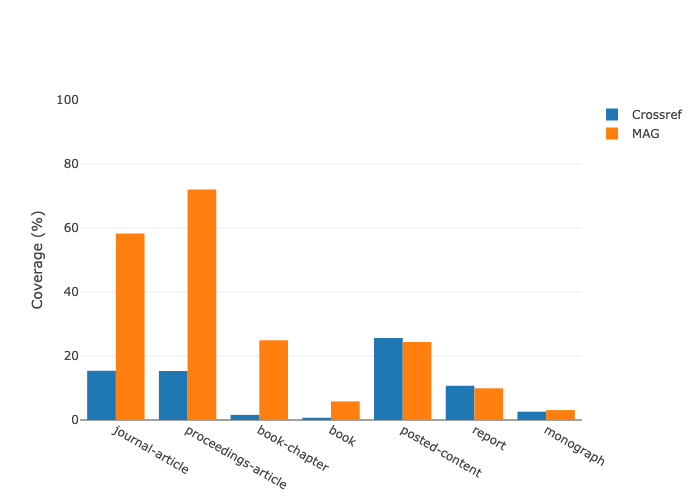 100
80
60
40
20
0
Coverage (%)
journal-article
proceedings-article
book-chapter
book
posted-content
report
monograph
Crossref
MAG